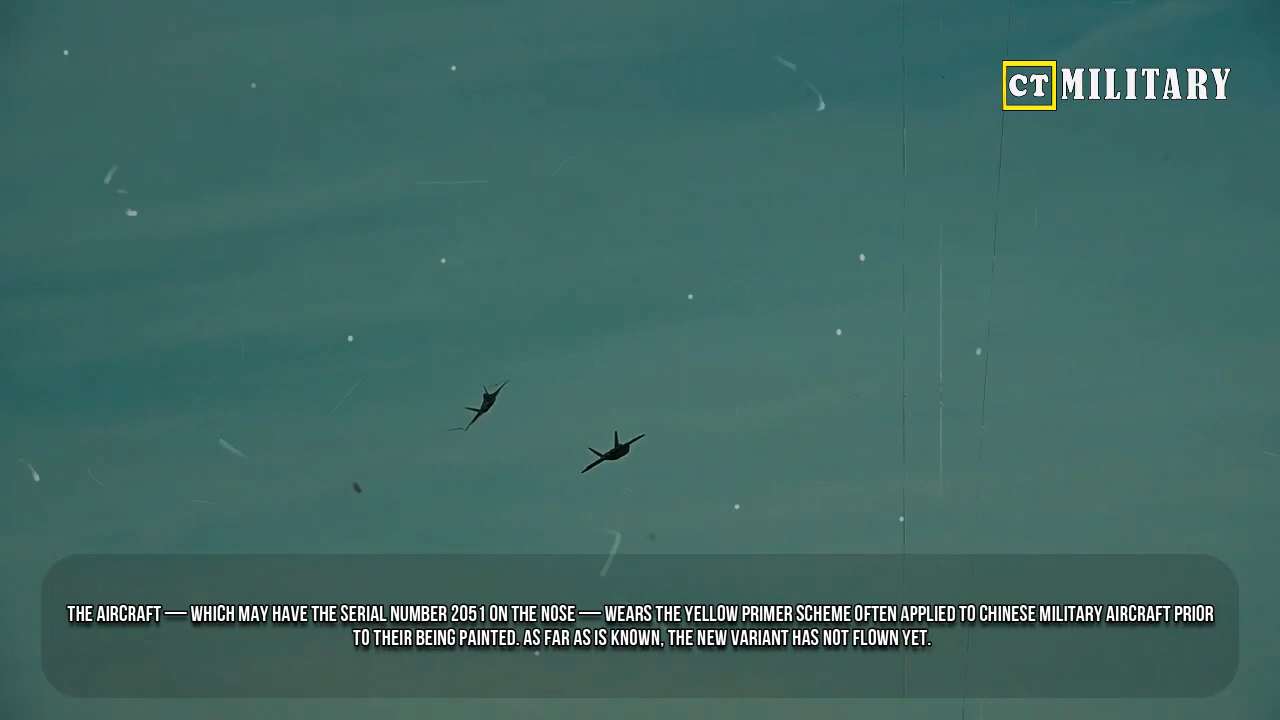 CT MILITARY
THE AIRCRAFT — WHICH MAY HAVE THE SERIAL NUMBER 2051 ON THE NOSE — WEARS THE YELLOW PRIMER SCHEME OFTEN APPLIED TO CHINESE MILITARY AIRCRAFT PRIOR
TO THEIR BEING PAINTED. AS FAR AS IS KNOWN, THE NEW VARIANT HAS NOT FLOWN YET.